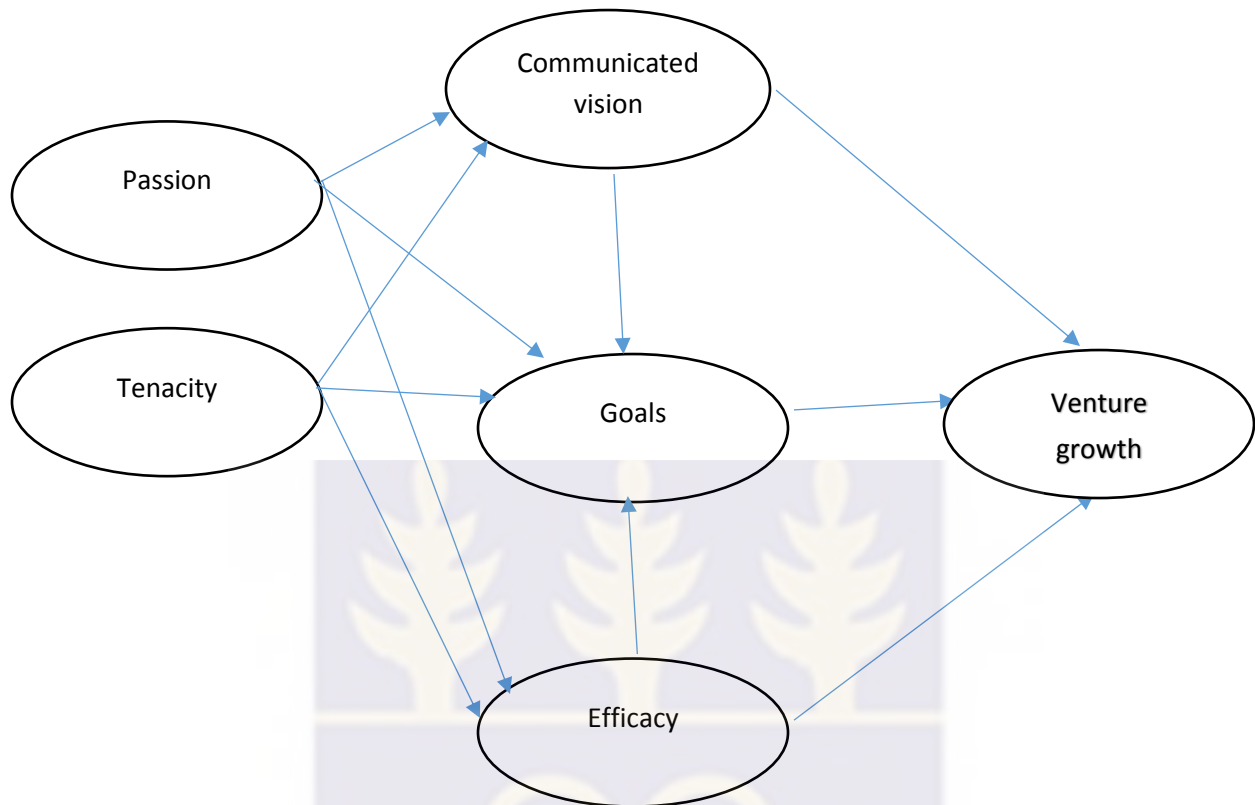 Communicated
vision
Passion
Tenacity
Goals
Venture
growth
Efficacy